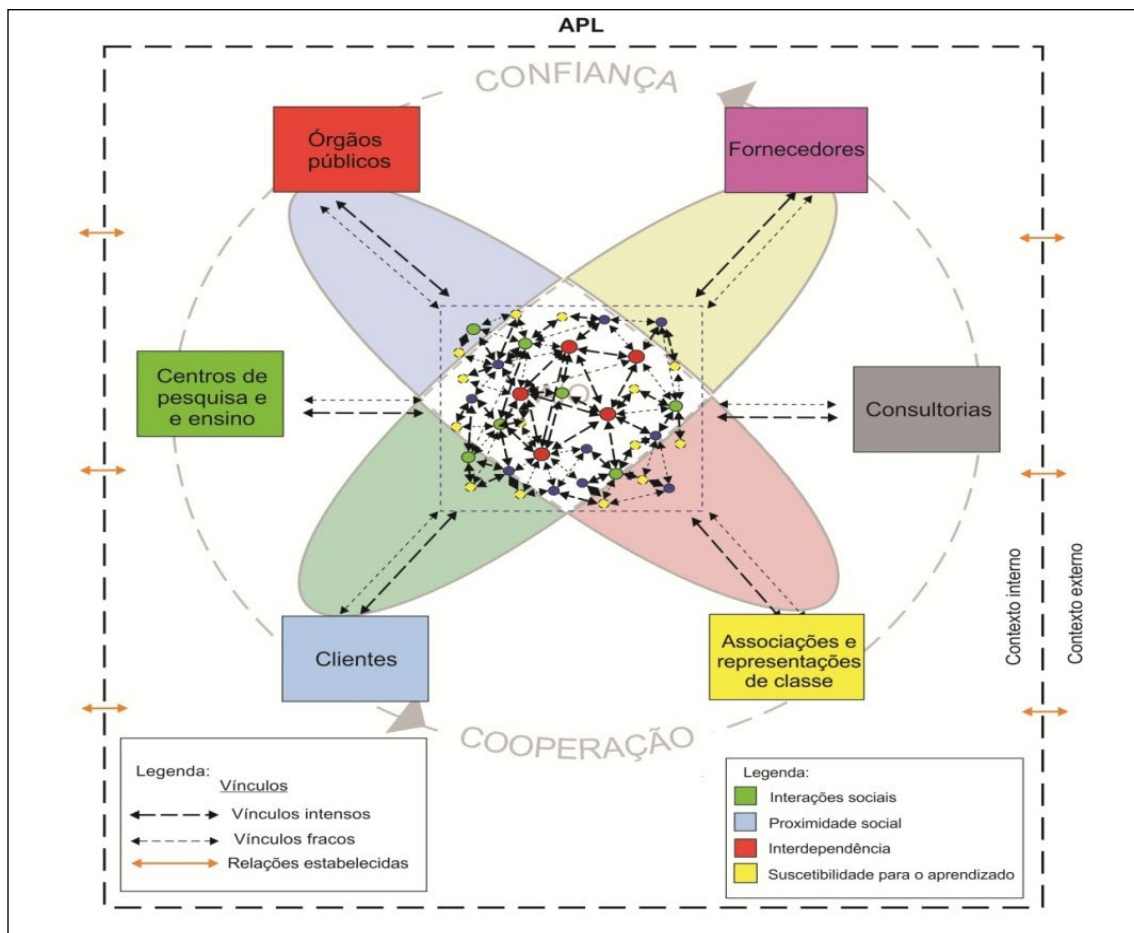 APL
CONFIANÇA
Órgãos
públicos
Fornecedores
Centros de
pesquisa e
e ensino
Consultorias
Clientes
Associações e
representações
de classe
Contexto interno
Contexto externo
COOPERAÇÃO
Legenda:
Vínculos
Vínculos intensos
Vínculos fracos
Relações estabelecidas
Legenda:
Interações sociais
Proximidade social
Interdependência
Suscetibilidade para o aprendizado